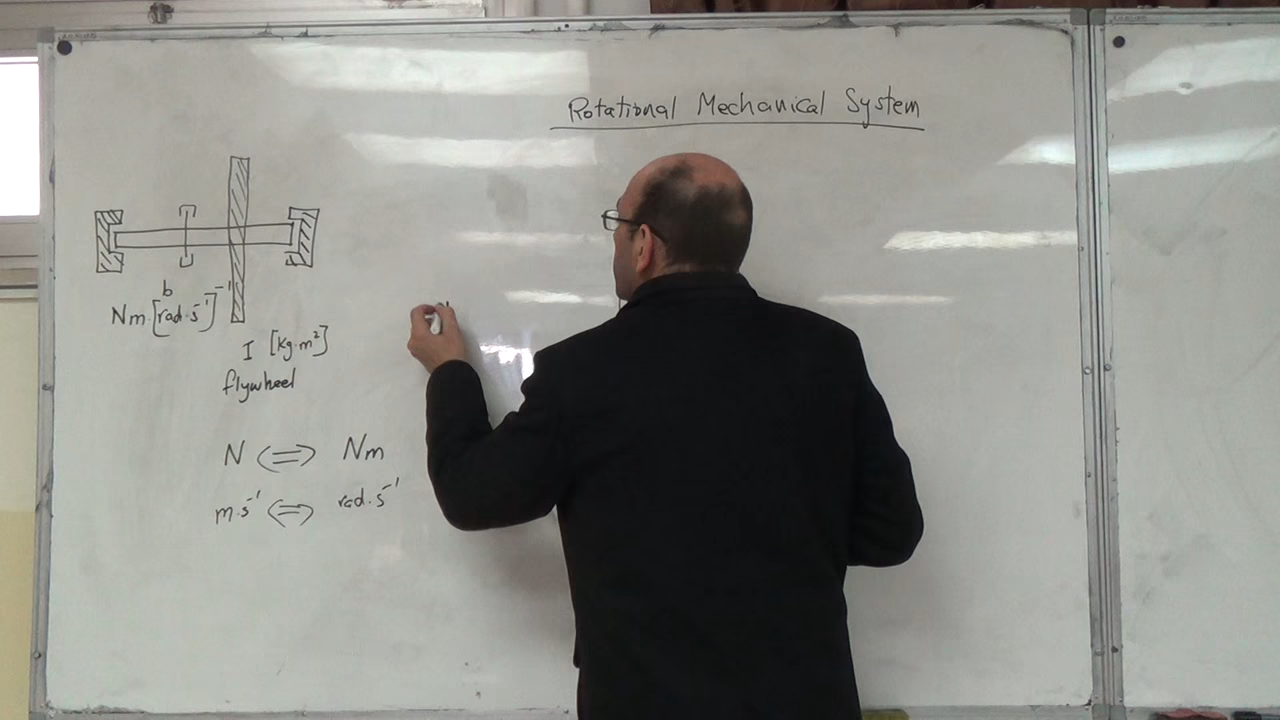 Rotational Mechanical System
b
Nm.[rad.s⁻¹]⁻¹
I [kg.m²]
flywheel
N <=> Nm
m.s⁻¹ <=> rad.s⁻¹